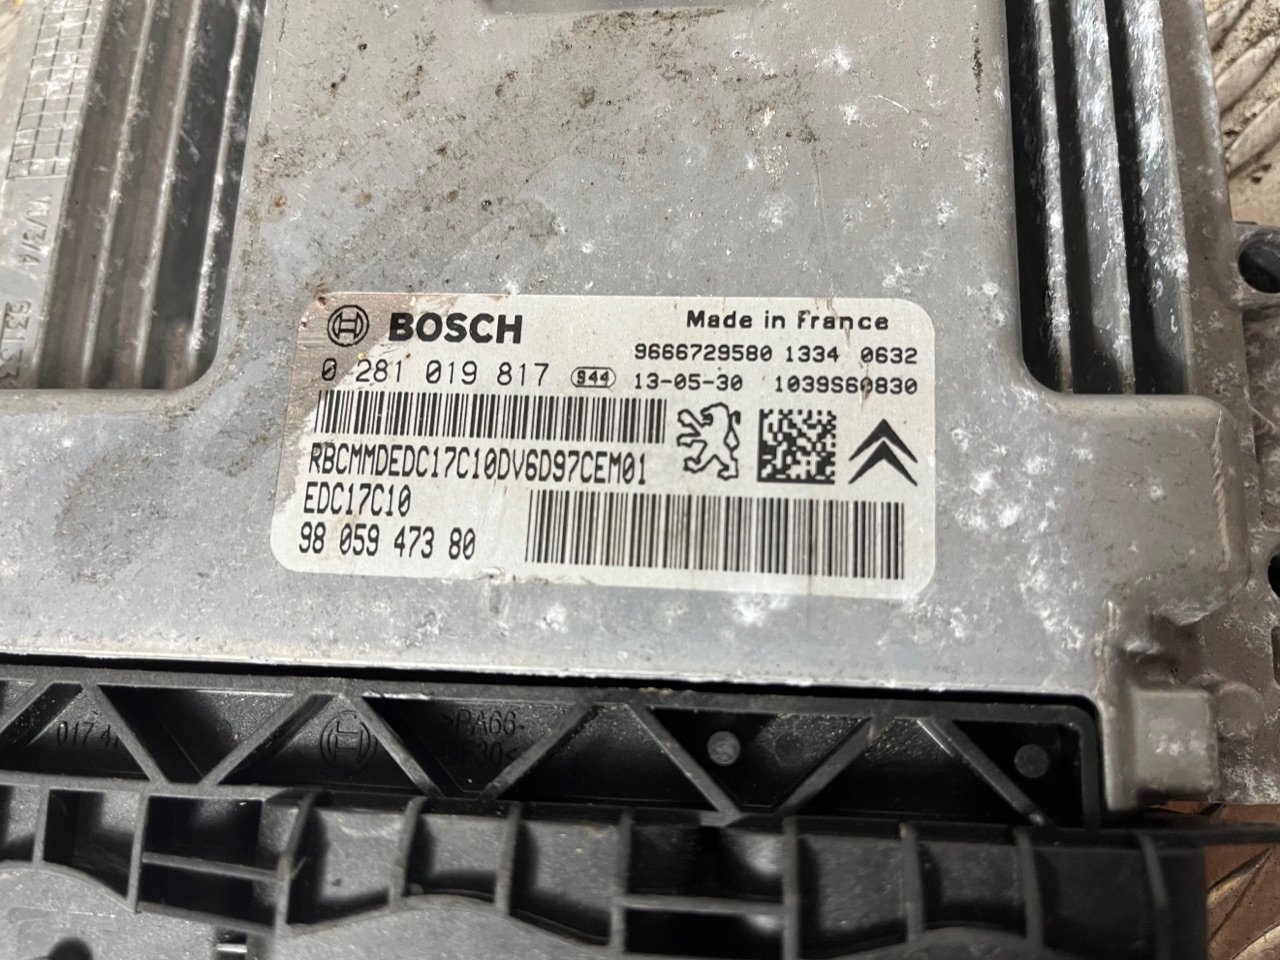 BOSCH
Made in France
9666729580 1334 0632
0 281 019 817 S44 13-05-30 1039S60830
RBCMMDEDC17C10DV6D97CEM01
EDC17C10
98 059 473 80
>PA66-